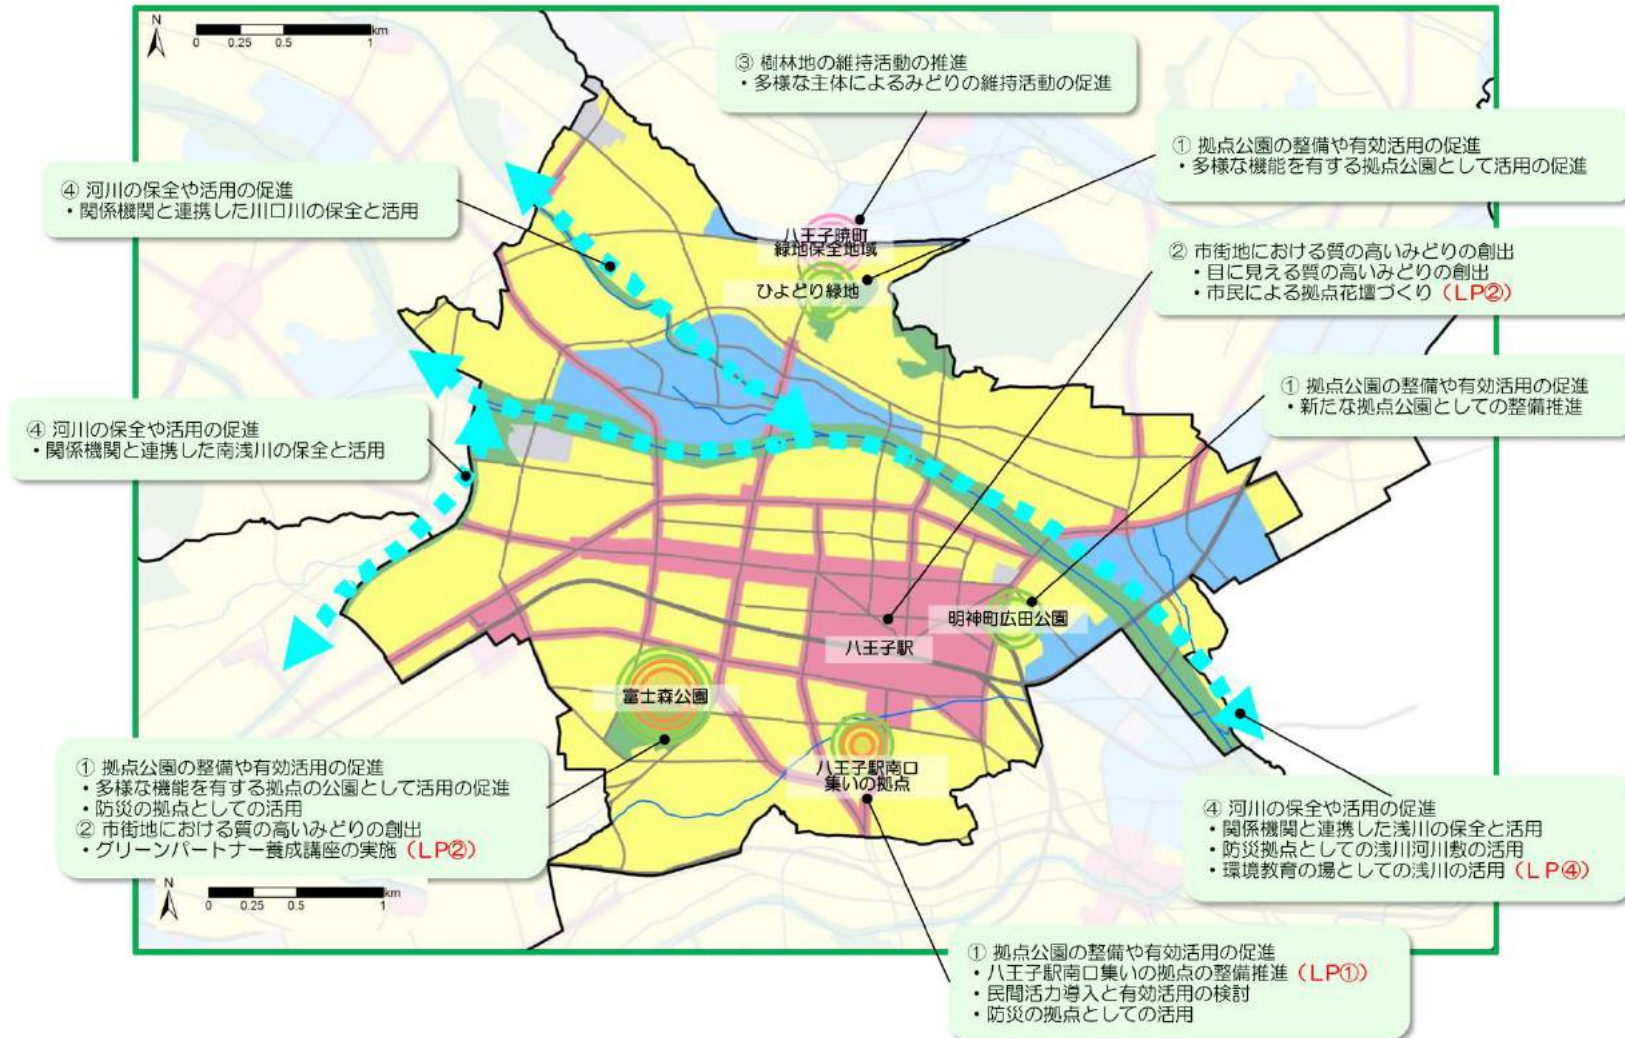 N
0 0.25 0.5 1
km
③ 樹林地の維持活動の推進
・多様な主体によるみどりの維持活動の促進
① 拠点公園の整備や有効活用の促進
・多様な機能を有する拠点公園として活用の促進
④ 河川の保全や活用の促進
・関係機関と連携した川口川の保全と活用
八王子暁町
緑地保全地域
ひよどり緑地
② 市街地における質の高いみどりの創出
・目に見える質の高いみどりの創出
・市民による拠点花壇づくり（LP②）
① 拠点公園の整備や有効活用の促進
・新たな拠点公園としての整備推進
④ 河川の保全や活用の促進
・関係機関と連携した南浅川の保全と活用
明神町広田公園
八王子駅
富士森公園
八王子駅南口
集いの拠点
① 拠点公園の整備や有効活用の促進
・多様な機能を有する拠点の公園として活用の促進
・防災の拠点としての活用
② 市街地における質の高いみどりの創出
・グリーンパートナー養成講座の実施（LP②）
④ 河川の保全や活用の促進
・関係機関と連携した浅川の保全と活用
・防災拠点としての浅川河川敷の活用
・環境教育の場としての浅川の活用（LP④）
N
0 0.25 0.5 1
km
① 拠点公園の整備や有効活用の促進
・八王子駅南口集いの拠点の整備推進（LP①）
・民間活力導入と有効活用の検討
・防災の拠点としての活用